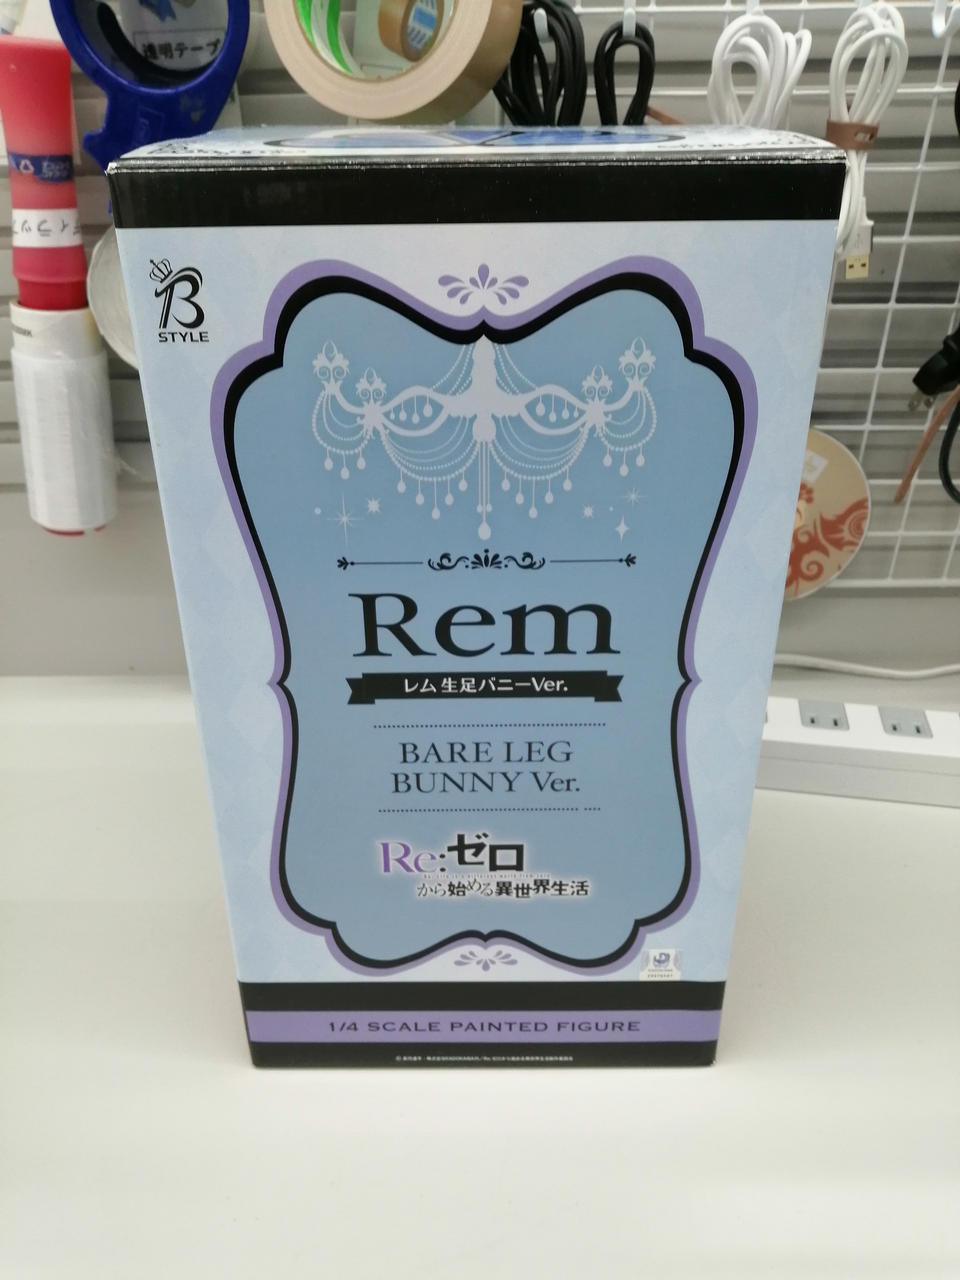 透明テープ
B
STYLE
Rem
レム 生足バニーVer.
BARE LEG
BUNNY Ver.
Re:ゼロ
から始める異世界生活
1/4 SCALE PAINTED FIGURE